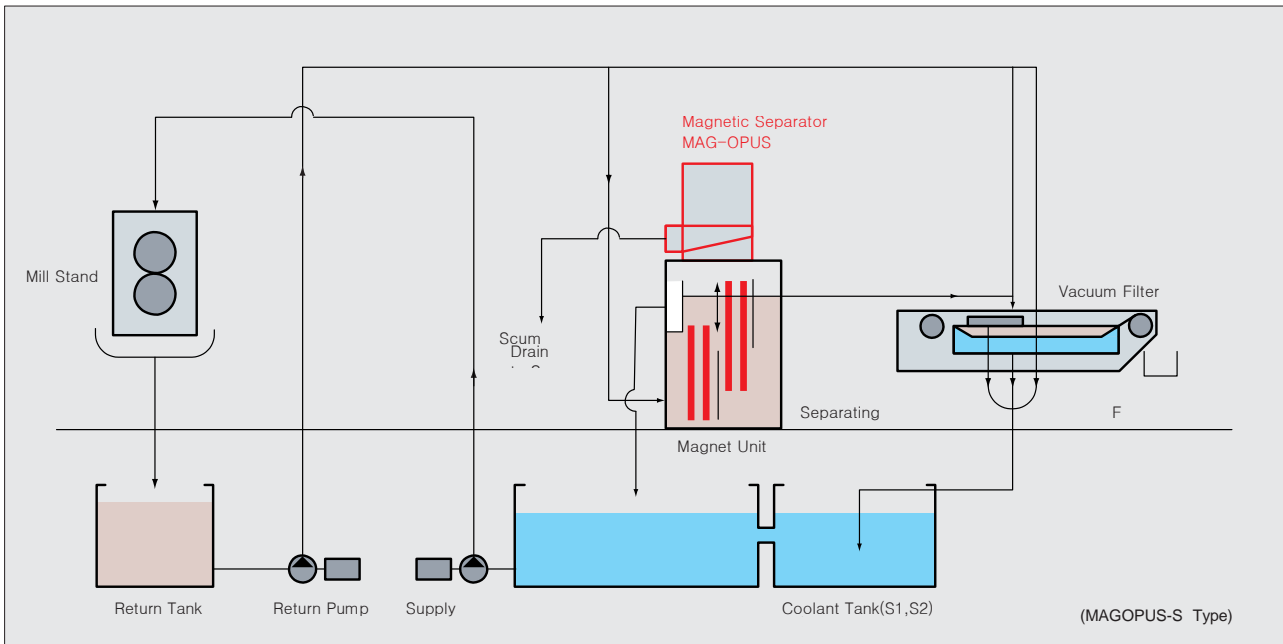 Magnetic Separator
MAG-OPUS
Mill Stand
Vacuum Filter
Scum
Drain
Separating
F
Magnet Unit
Return Tank
Return Pump
Supply
Coolant Tank(S1,S2)
(MAGOPUS-S Type)